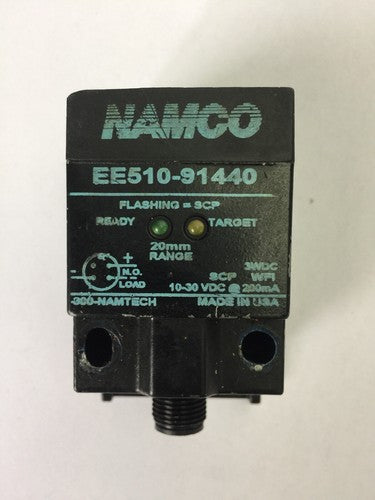 NAMCO
EE510-91440
FLASHING = SCP
READY TARGET
20mm
RANGE
+
N.O.
-
LOAD
3WDC
SCP WFI
10-30 VDC @ 200mA
-300-NAMTECH MADE IN USA